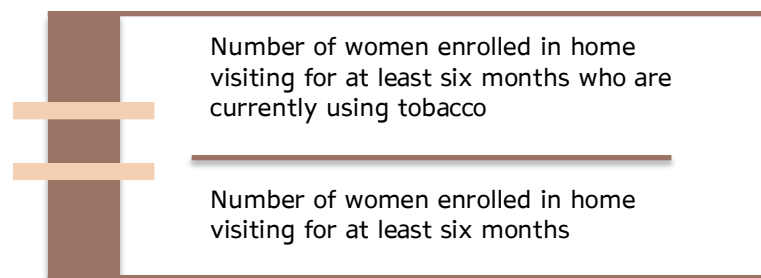 Number of women enrolled in home
visiting for at least six months who are
currently using tobacco
Number of women enrolled in home
visiting for at least six months